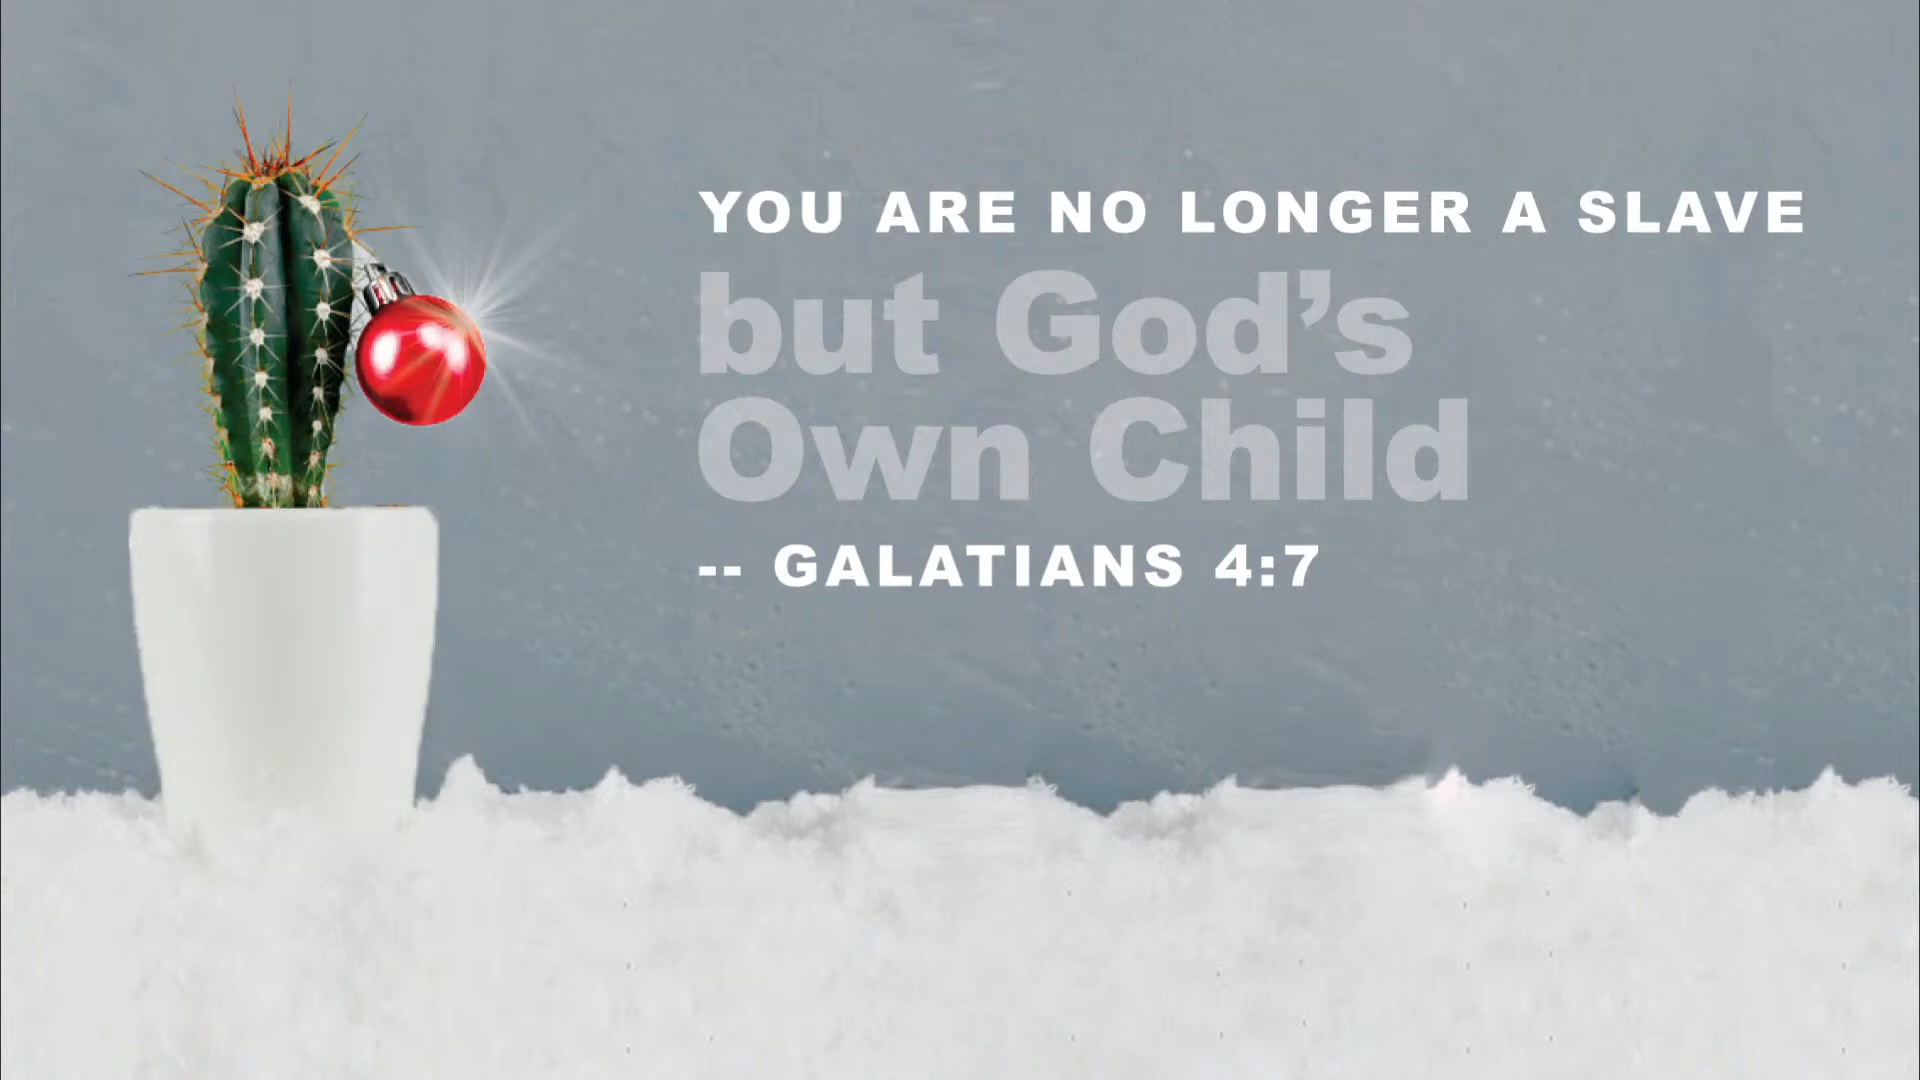 YOU ARE NO LONGER A SLAVE
but God's
Own Child
-- GALATIANS 4:7